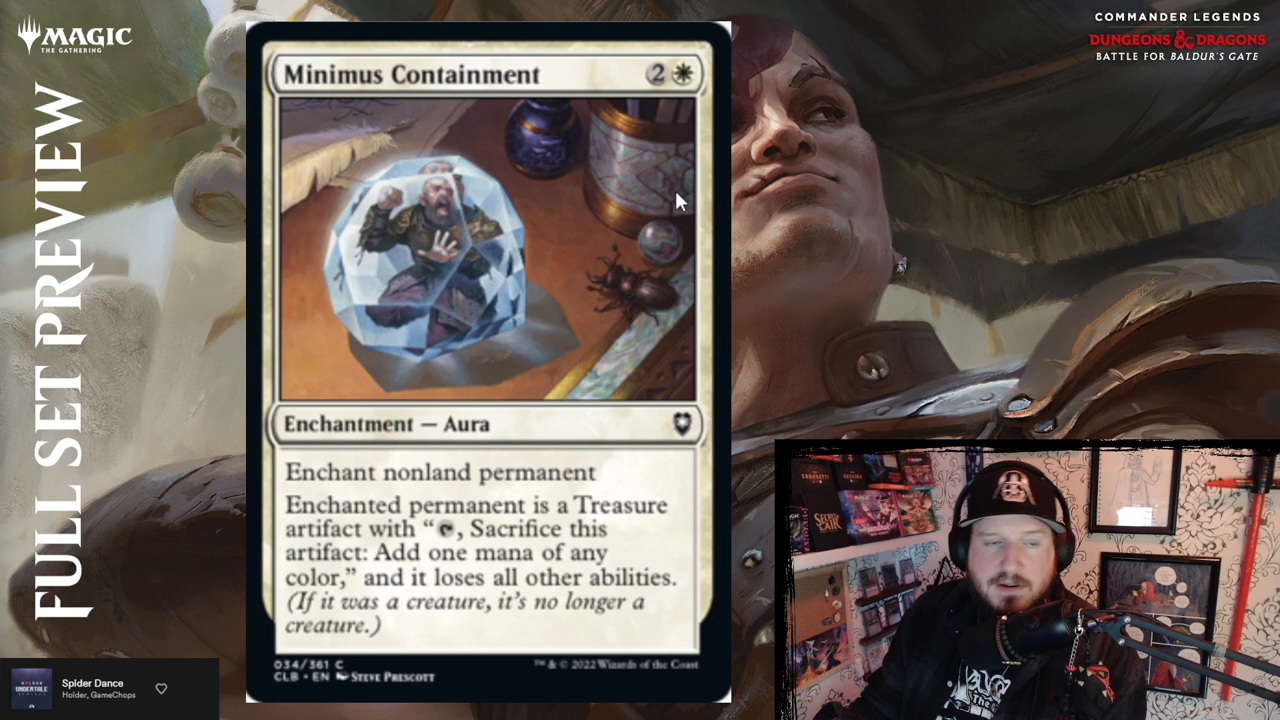 MAGIC
THE GATHERING
FULL SET PREVIEW
Minimus Containment
2
Enchantment — Aura
Enchant nonland permanent
Enchanted permanent is a Treasure
artifact with “, Sacrifice this
artifact: Add one mana of any
color,” and it loses all other abilities.
(If it was a creature, it’s no longer a
creature.)
034/361 C
CLB • EN STEVE PRESCOTT
™ & © 2022 Wizards of the Coast
COMMANDER LEGENDS
DUNGEONS & DRAGONS
BATTLE FOR BALDUR'S GATE
SECRET
LAIR
UNDERTALE
Spider Dance
Holder, GameChops